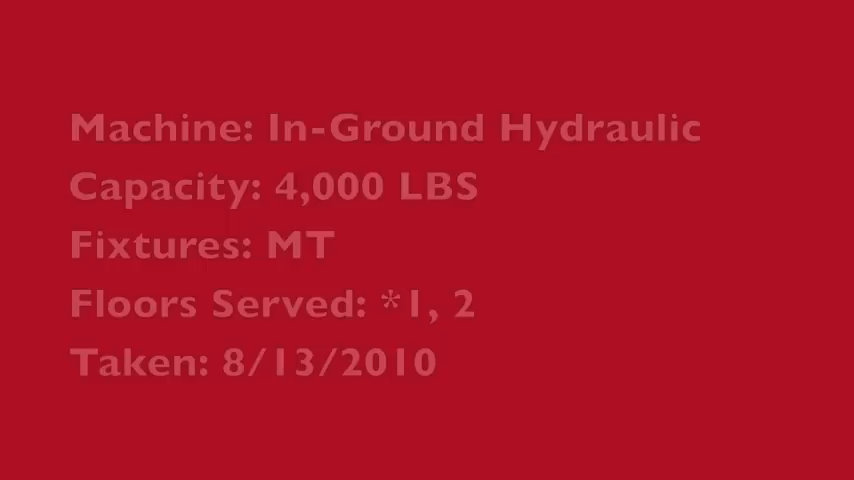 Machine: In-Ground Hydraulic
Capacity: 4,000 LBS
Fixtures: MT
Floors Served: *1, 2
Taken: 8/13/2010